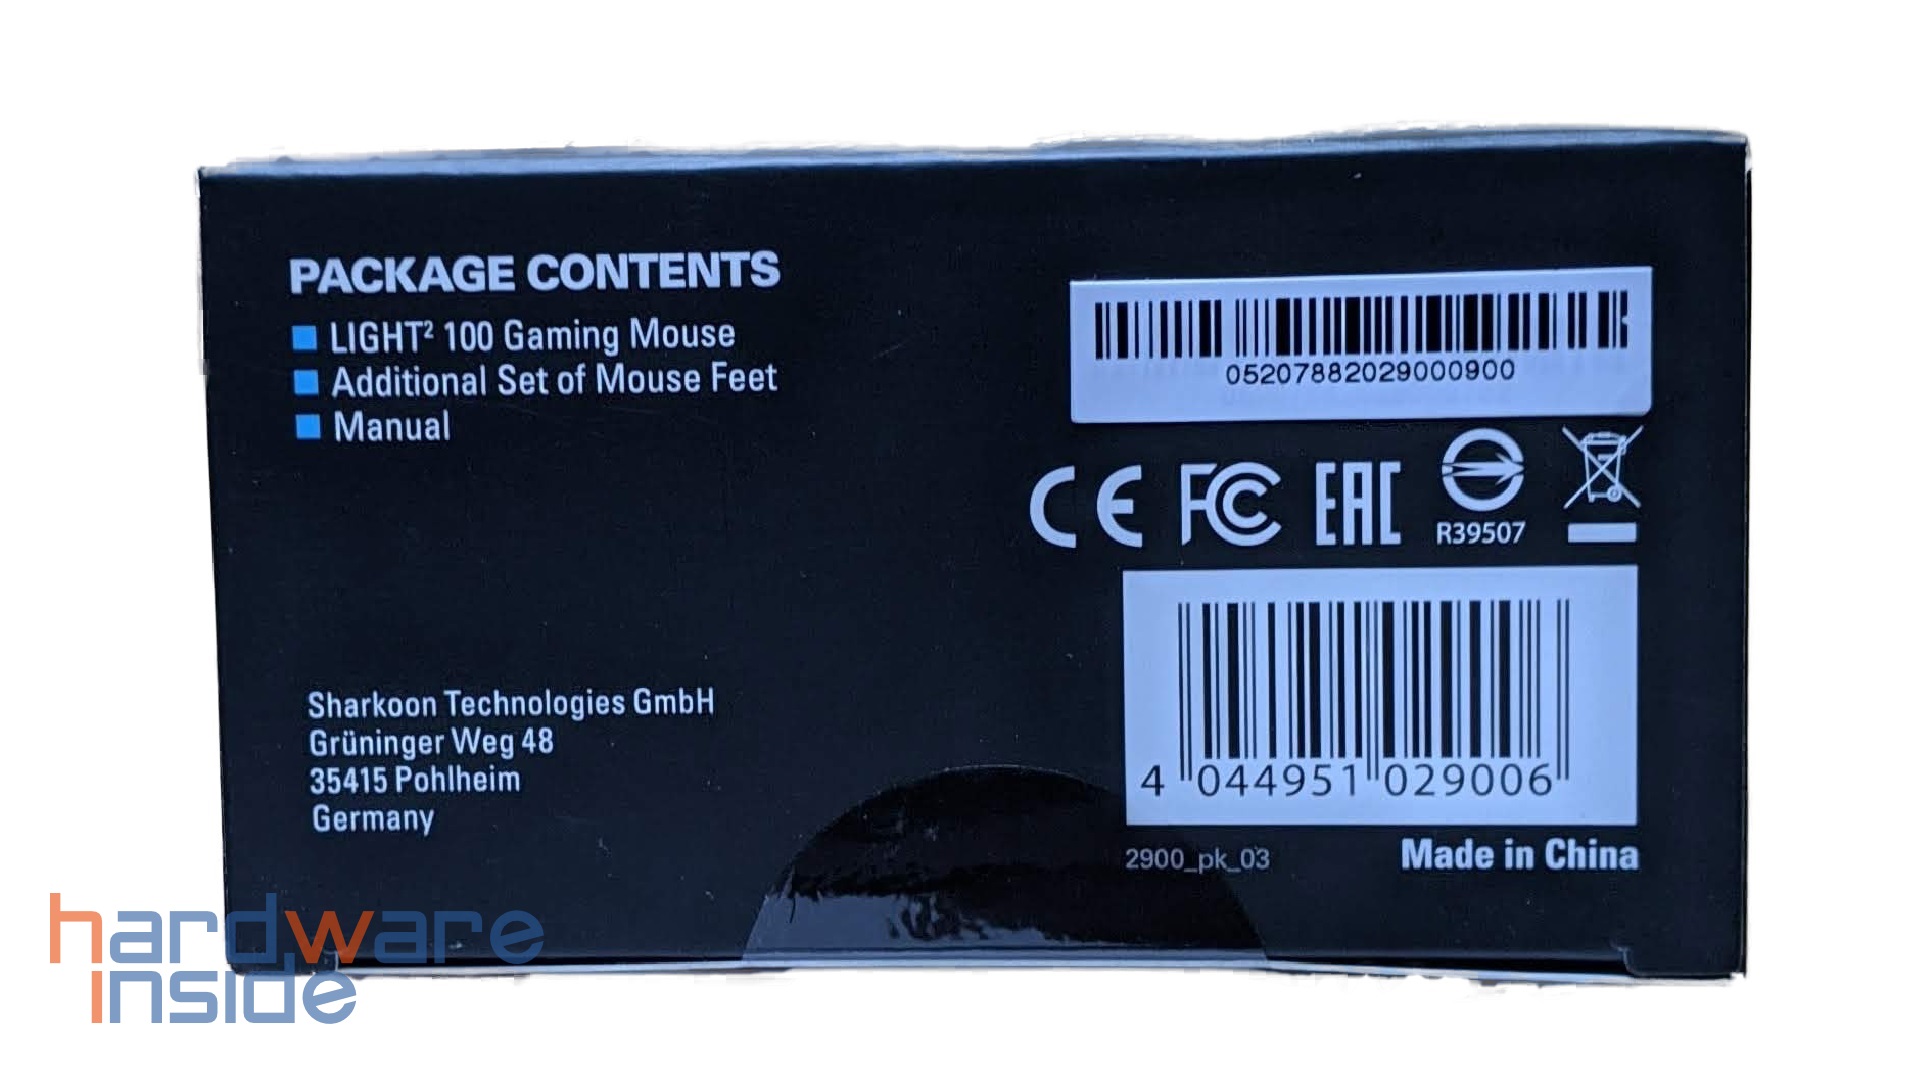 PACKAGE CONTENTS
LIGHT² 100 Gaming Mouse
Additional Set of Mouse Feet
Manual
05207882029000900
CE FC EAC
R39507
Sharkoon Technologies GmbH
Grüninger Weg 48
35415 Pohlheim
Germany
4 044951 029006
2900_pk_03
Made in China
hardware
inside